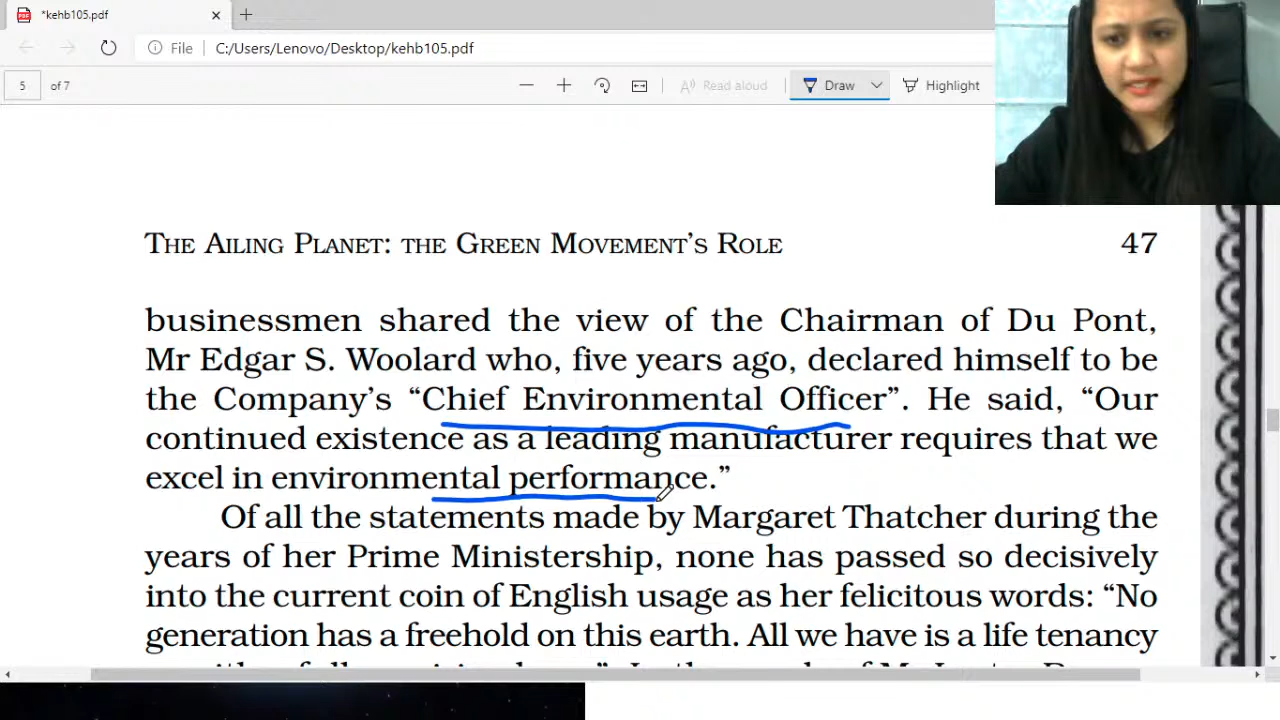 *kehb105.pdf
File C:/Users/Lenovo/Desktop/kehb105.pdf
5 of 7 Read aloud Draw Highlight
THE AILING PLANET: THE GREEN MOVEMENT'S ROLE 47
businessmen shared the view of the Chairman of Du Pont,
Mr Edgar S. Woolard who, five years ago, declared himself to be
the Company's “Chief Environmental Officer”. He said, “Our
continued existence as a leading manufacturer requires that we
excel in environmental performance.”
Of all the statements made by Margaret Thatcher during the
years of her Prime Ministership, none has passed so decisively
into the current coin of English usage as her felicitous words: “No
generation has a freehold on this earth. All we have is a life tenancy